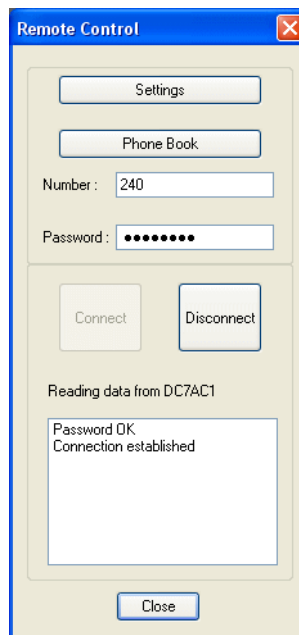 Remote Control
Settings
Phone Book
Number : 240
Password : ●●●●●●●●
Connect Disconnect
Reading data from DC7AC1
Password OK
Connection established
Close